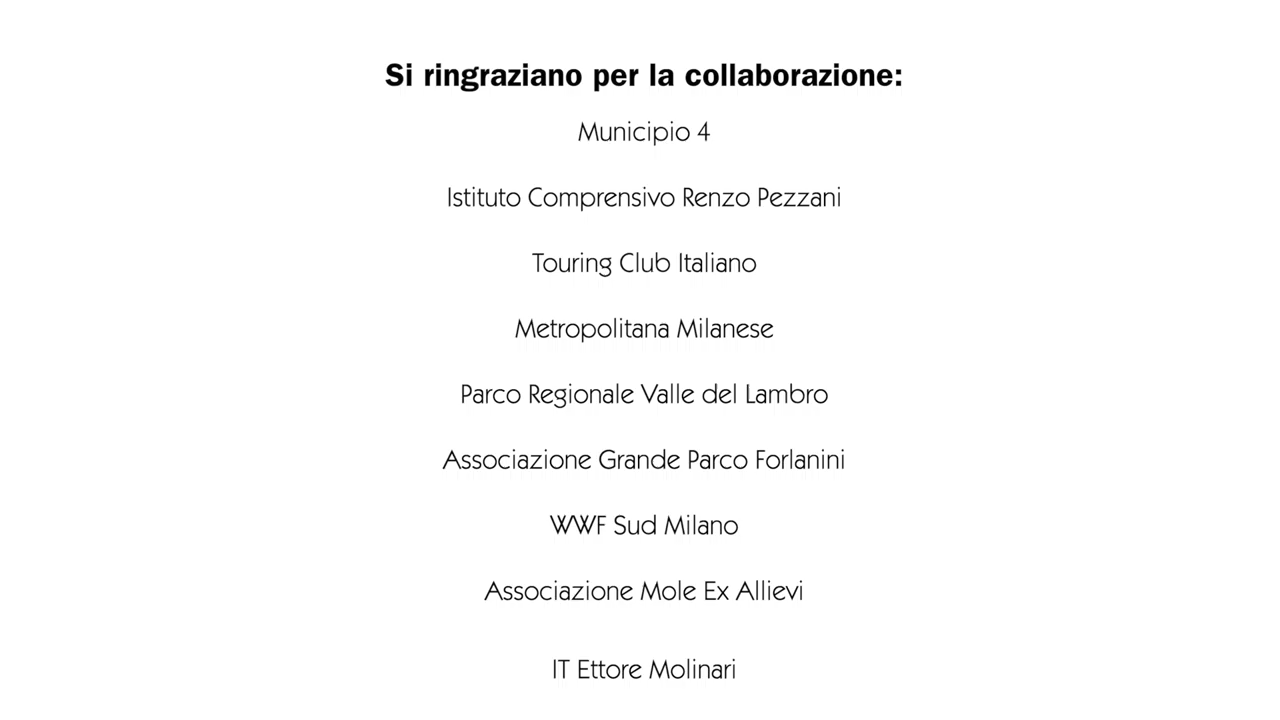 Si ringraziano per la collaborazione:
Municipio 4
Istituto Comprensivo Renzo Pezzani
Touring Club Italiano
Metropolitana Milanese
Parco Regionale Valle del Lambro
Associazione Grande Parco Forlanini
WWF Sud Milano
Associazione Mole Ex Allievi
IT Ettore Molinari